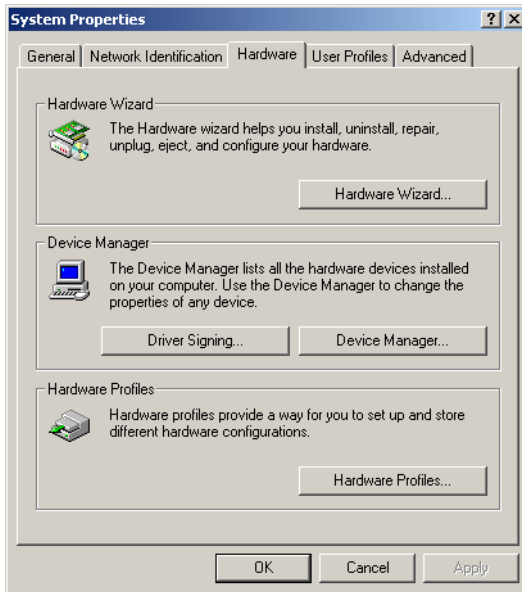 System Properties
General Network Identification Hardware User Profiles Advanced
Hardware Wizard
The Hardware wizard helps you install, uninstall, repair,
unplug, eject, and configure your hardware.
Hardware Wizard...
Device Manager
The Device Manager lists all the hardware devices installed
on your computer. Use the Device Manager to change the
properties of any device.
Driver Signing... Device Manager...
Hardware Profiles
Hardware profiles provide a way for you to set up and store
different hardware configurations.
Hardware Profiles...
OK Cancel Apply